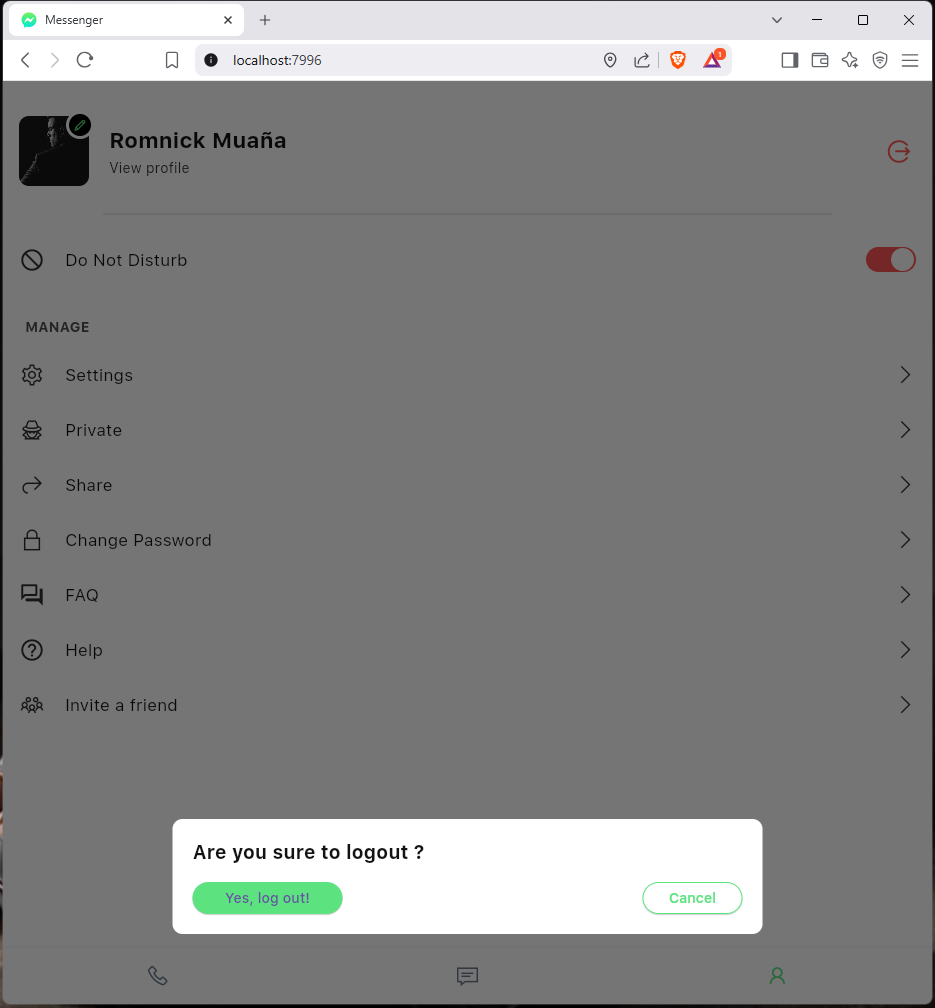 Messenger
localhost:7996
1
Romnick Muaña
View profile
Do Not Disturb
MANAGE
Settings
Private
Share
Change Password
FAQ
Help
Invite a friend
Are you sure to logout ?
Yes, log out!
Cancel